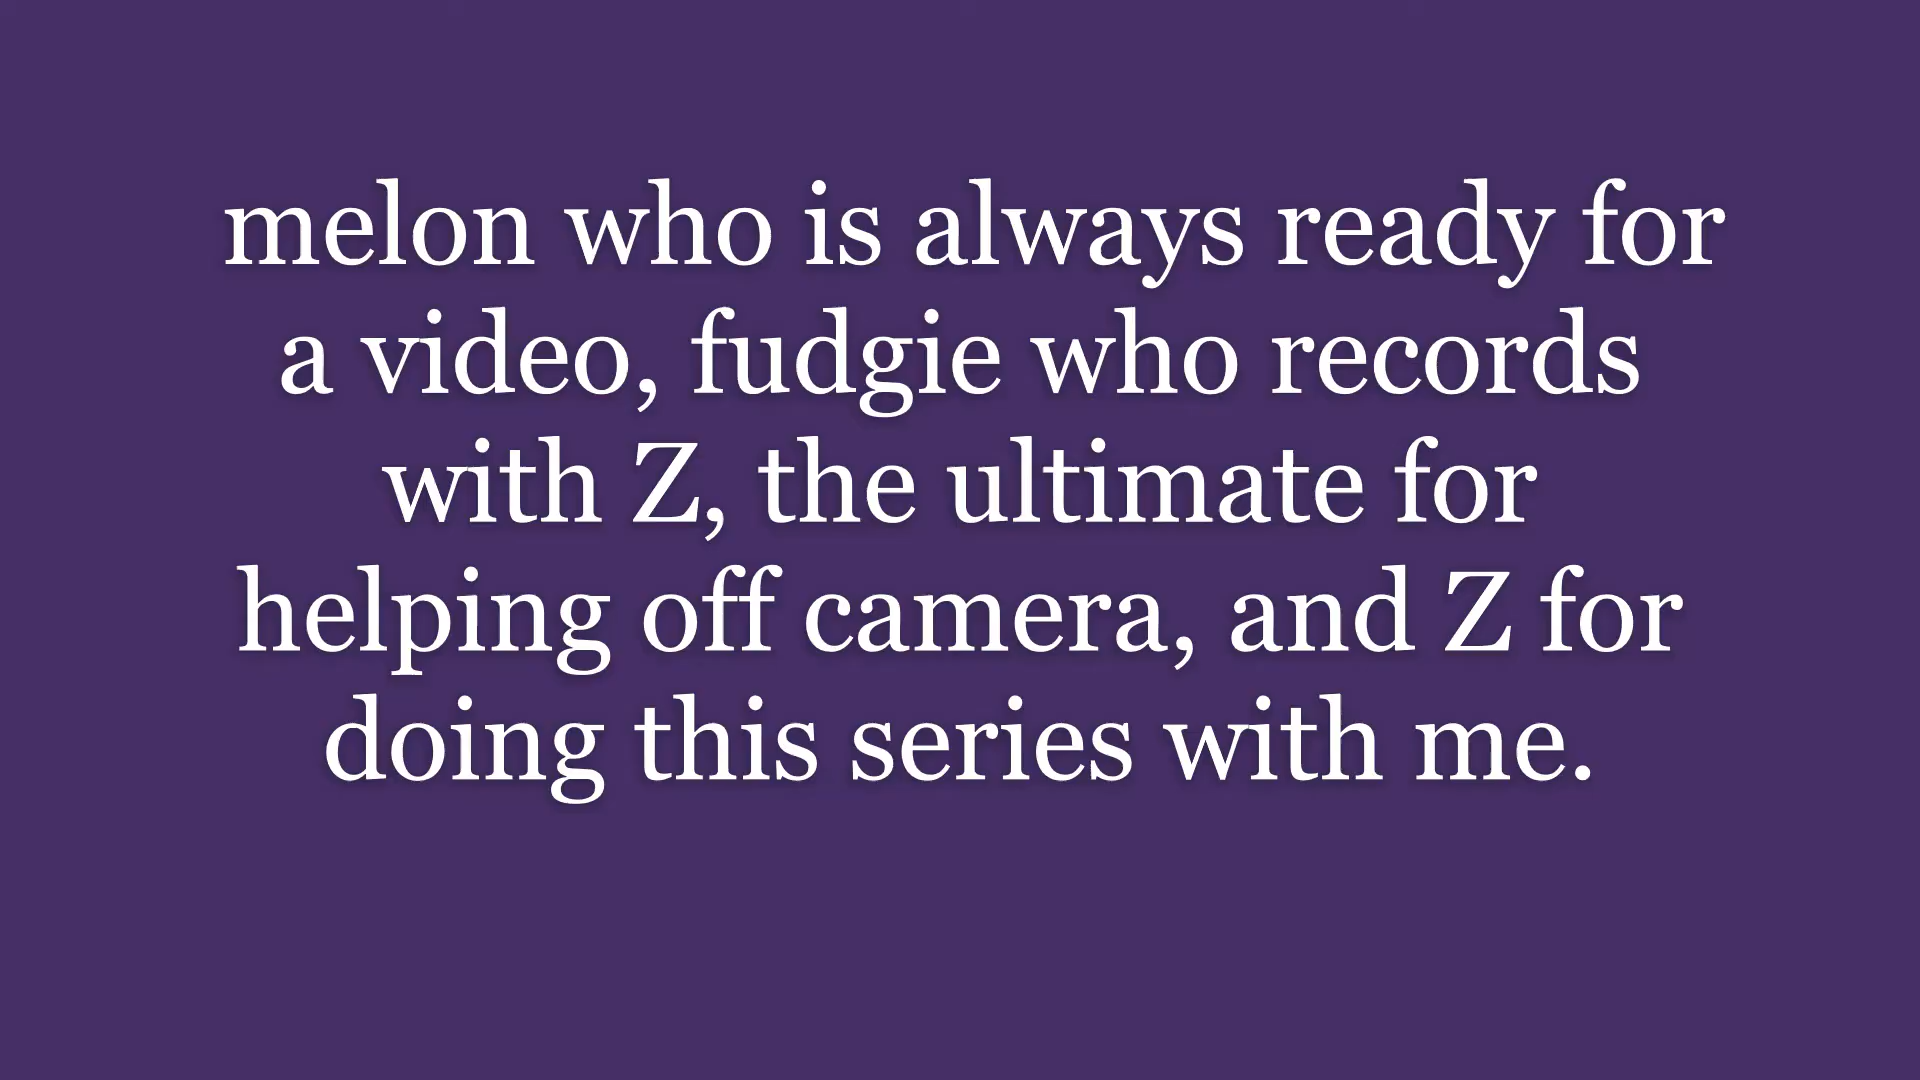 melon who is always ready for
a video, fudgie who records
with Z, the ultimate for
helping off camera, and Z for
doing this series with me.